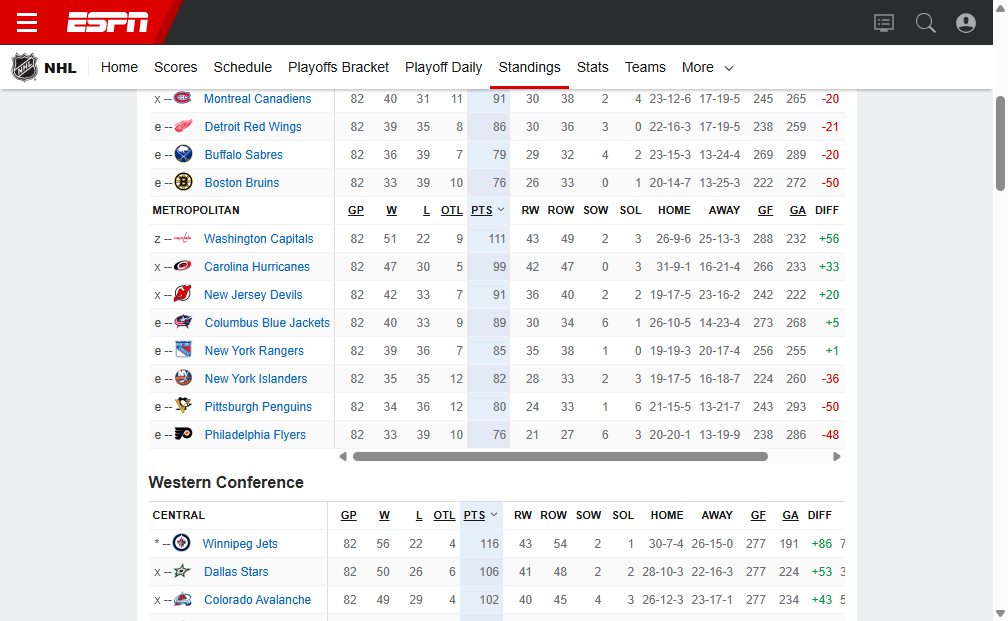 ESPN
NHL Home Scores Schedule Playoffs Bracket Playoff Daily Standings Stats Teams More
x -- Montreal Canadiens 82 40 31 11 91 30 38 2 4 23-12-6 17-19-5 245 265 -20
e -- Detroit Red Wings 82 39 35 8 86 30 36 3 0 22-16-3 17-19-5 238 259 -21
e -- Buffalo Sabres 82 36 39 7 79 29 32 4 2 23-15-3 13-24-4 269 289 -20
e -- Boston Bruins 82 33 39 10 76 26 33 0 1 20-14-7 13-25-3 222 272 -50
METROPOLITAN GP W L OTL PTS RW ROW SOW SOL HOME AWAY GF GA DIFF
z -- Washington Capitals 82 51 22 9 111 43 49 2 3 26-9-6 25-13-3 288 232 +56
x -- Carolina Hurricanes 82 47 30 5 99 42 47 0 3 31-9-1 16-21-4 266 233 +33
x -- New Jersey Devils 82 42 33 7 91 36 40 2 2 19-17-5 23-16-2 242 222 +20
e -- Columbus Blue Jackets 82 40 33 9 89 30 34 6 1 26-10-5 14-23-4 273 268 +5
e -- New York Rangers 82 39 36 7 85 35 38 1 0 19-19-3 20-17-4 256 255 +1
e -- New York Islanders 82 35 35 12 82 28 33 2 3 19-17-5 16-18-7 224 260 -36
e -- Pittsburgh Penguins 82 34 36 12 80 24 33 1 6 21-15-5 13-21-7 243 293 -50
e -- Philadelphia Flyers 82 33 39 10 76 21 27 6 3 20-20-1 13-19-9 238 286 -48
Western Conference
CENTRAL GP W L OTL PTS RW ROW SOW SOL HOME AWAY GF GA DIFF
* -- Winnipeg Jets 82 56 22 4 116 43 54 2 1 30-7-4 26-15-0 277 191 +86 7
x -- Dallas Stars 82 50 26 6 106 41 48 2 2 28-10-3 22-16-3 277 224 +53 3
x -- Colorado Avalanche 82 49 29 4 102 40 45 4 3 26-12-3 23-17-1 277 234 +43 5